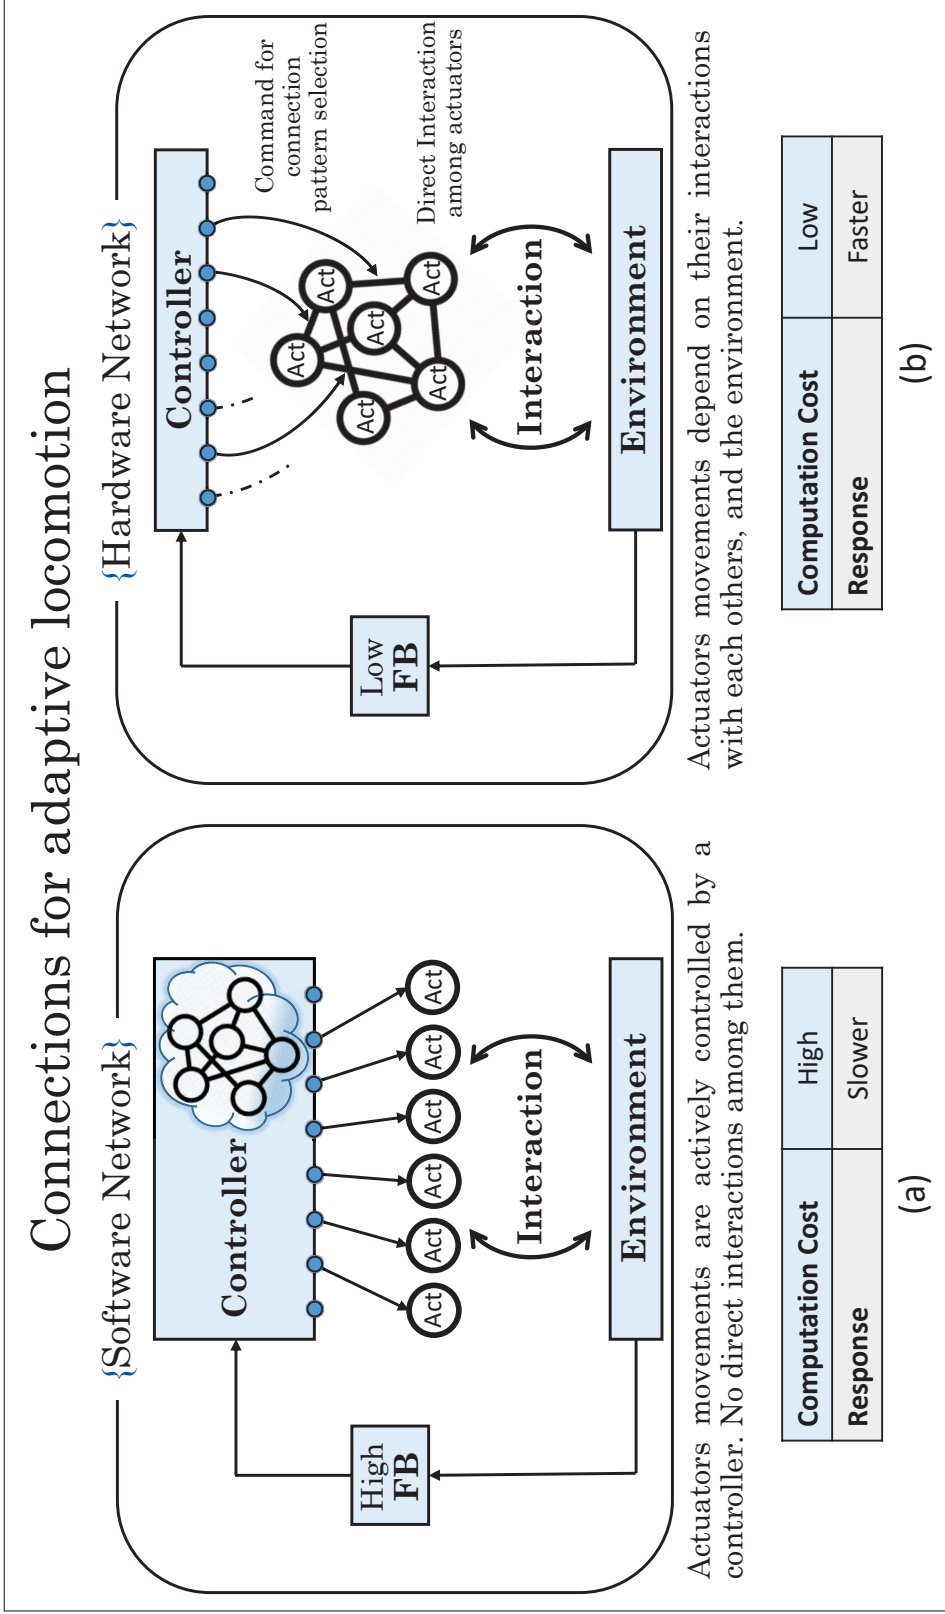 Connections for adaptive locomotion
{Software Network}
Controller
High
FB
Act
Act
Act
Act
Act
Act
Interaction
Environment
Actuators movements are actively controlled by a
controller. No direct interactions among them.
Computation Cost High
Response Slower
(a)
{Hardware Network}
Controller
Command for
connection
pattern selection
Low
FB
Act
Act
Act
Act
Act
Act
Direct Interaction
among actuators
Interaction
Environment
Actuators movements depend on their interactions
with each others, and the environment.
Computation Cost Low
Response Faster
(b)